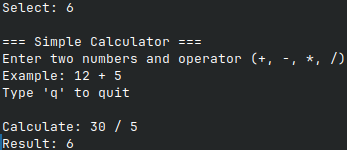 Select: 6
=== Simple Calculator ===
Enter two numbers and operator (+, -, *, /)
Example: 12 + 5
Type 'q' to quit
Calculate: 30 / 5
Result: 6